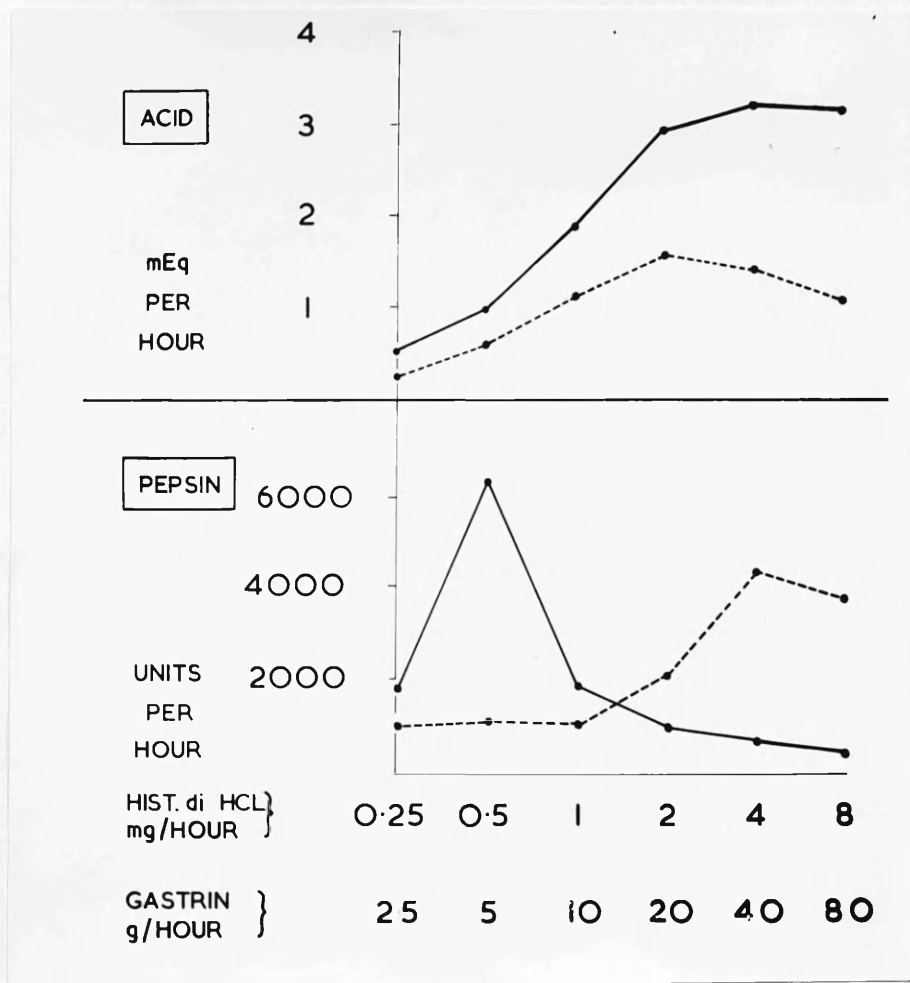 4
ACID
3
2
mEq
PER
1
HOUR
PEPSIN 6000
4000
UNITS 2000
PER
HOUR
HIST. di HCL}
mg/HOUR
0·25 0·5 1 2 4 8
GASTRIN }
g/HOUR
25 5 10 20 40 80